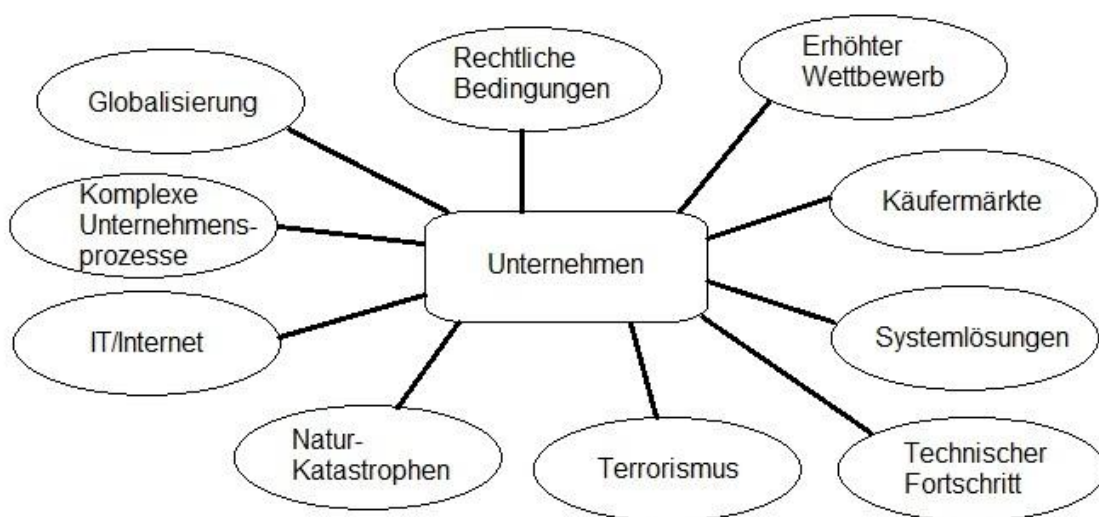 Globalisierung
Rechtliche
Bedingungen
Erhöhter
Wettbewerb
Komplexe
Unternehmens-
prozesse
Unternehmen
Käufermärkte
IT/Internet
Systemlösungen
Natur-
Katastrophen
Terrorismus
Technischer
Fortschritt